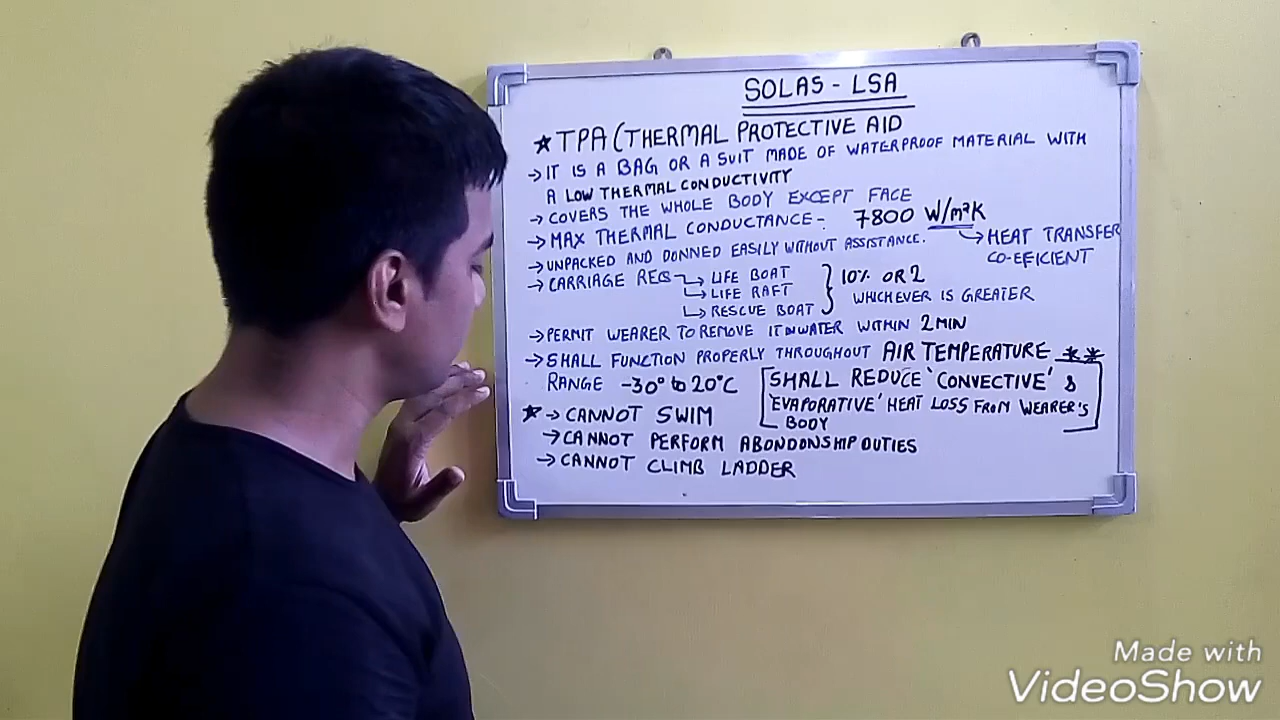 SOLAS - LSA
★ TPA (THERMAL PROTECTIVE AID
→ IT IS A BAG OR A SUIT MADE OF WATERPROOF MATERIAL WITH
A LOW THERMAL CONDUCTIVITY
→ COVERS THE WHOLE BODY EXCEPT FACE
→ MAX THERMAL CONDUCTANCE - 7800 W/m²K
→ HEAT TRANSFER
CO-EFICIENT
→ UNPACKED AND DONNED EASILY WITHOUT ASSISTANCE.
→ CARRIAGE REQ → LIFE BOAT
→ LIFE RAFT
→ RESCUE BOAT
10% OR 2
WHICHEVER IS GREATER
→ PERMIT WEARER TO REMOVE IT IN WATER WITHIN 2 MIN
→ SHALL FUNCTION PROPERLY THROUGHOUT AIR TEMPERATURE
RANGE -30° to 20°C
**
[SHALL REDUCE 'CONVECTIVE' &
'EVAPORATIVE' HEAT LOSS FROM WEARER'S
BODY]
★ → CANNOT SWIM
→ CANNOT PERFORM ABONDONSHIP DUTIES
→ CANNOT CLIMB LADDER
Made with
VideoShow